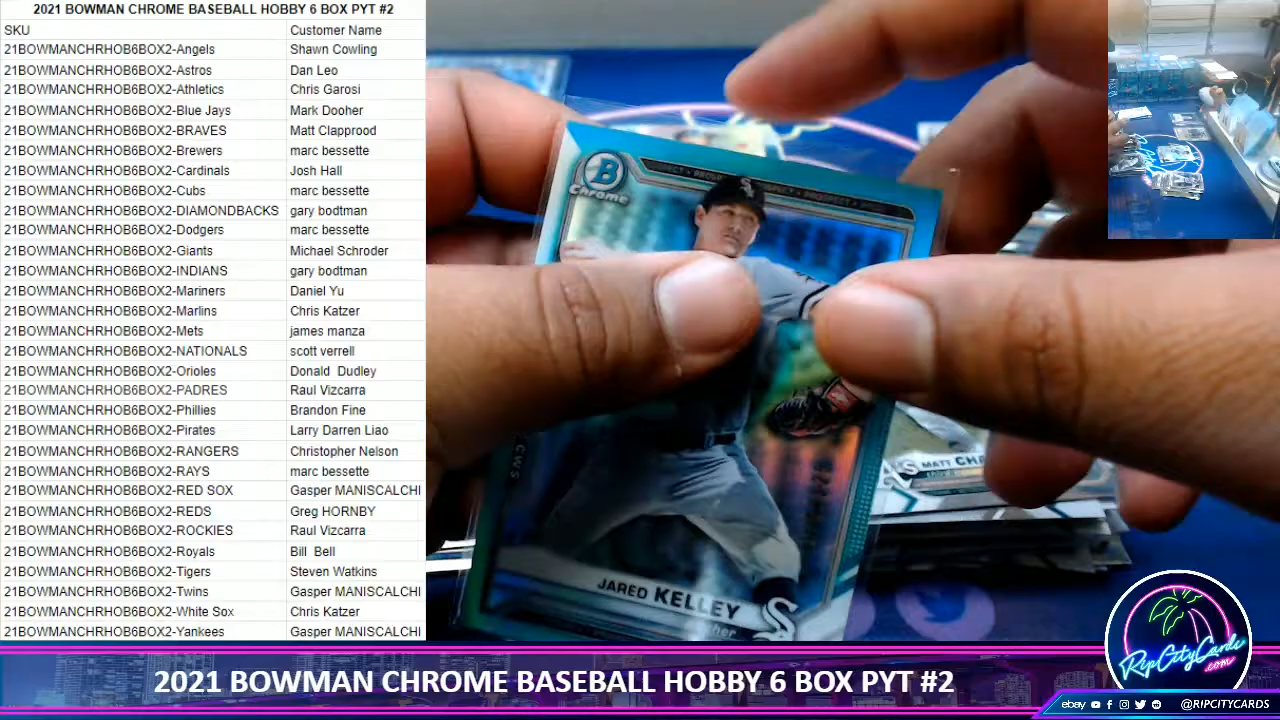 2021 BOWMAN CHROME BASEBALL HOBBY 6 BOX PYT #2
SKU Customer Name
21BOWMANCHRHOB6BOX2-Angels Shawn Cowling
21BOWMANCHRHOB6BOX2-Astros Dan Leo
21BOWMANCHRHOB6BOX2-Athletics Chris Garosi
21BOWMANCHRHOB6BOX2-Blue Jays Mark Dooher
21BOWMANCHRHOB6BOX2-BRAVES Matt Clapprood
21BOWMANCHRHOB6BOX2-Brewers marc bessette
21BOWMANCHRHOB6BOX2-Cardinals Josh Hall
21BOWMANCHRHOB6BOX2-Cubs marc bessette
21BOWMANCHRHOB6BOX2-DIAMONDBACKS gary bodtman
21BOWMANCHRHOB6BOX2-Dodgers marc bessette
21BOWMANCHRHOB6BOX2-Giants Michael Schroder
21BOWMANCHRHOB6BOX2-INDIANS gary bodtman
21BOWMANCHRHOB6BOX2-Mariners Daniel Yu
21BOWMANCHRHOB6BOX2-Marlins Chris Katzer
21BOWMANCHRHOB6BOX2-Mets james manza
21BOWMANCHRHOB6BOX2-NATIONALS scott verrell
21BOWMANCHRHOB6BOX2-Orioles Donald Dudley
21BOWMANCHRHOB6BOX2-PADRES Raul Vizcarra
21BOWMANCHRHOB6BOX2-Phillies Brandon Fine
21BOWMANCHRHOB6BOX2-Pirates Larry Darren Liao
21BOWMANCHRHOB6BOX2-RANGERS Christopher Nelson
21BOWMANCHRHOB6BOX2-RAYS marc bessette
21BOWMANCHRHOB6BOX2-RED SOX Gasper MANISCALCHI
21BOWMANCHRHOB6BOX2-REDS Greg HORNBY
21BOWMANCHRHOB6BOX2-ROCKIES Raul Vizcarra
21BOWMANCHRHOB6BOX2-Royals Bill Bell
21BOWMANCHRHOB6BOX2-Tigers Steven Watkins
21BOWMANCHRHOB6BOX2-Twins Gasper MANISCALCHI
21BOWMANCHRHOB6BOX2-White Sox Chris Katzer
21BOWMANCHRHOB6BOX2-Yankees Gasper MANISCALCHI
B
Chrome
PROSPECT • PROSPECT
CWS
JARED KELLEY
MATT
RipCityCards
.com
2021 BOWMAN CHROME BASEBALL HOBBY 6 BOX PYT #2
ebay @RIPCITYCARDS